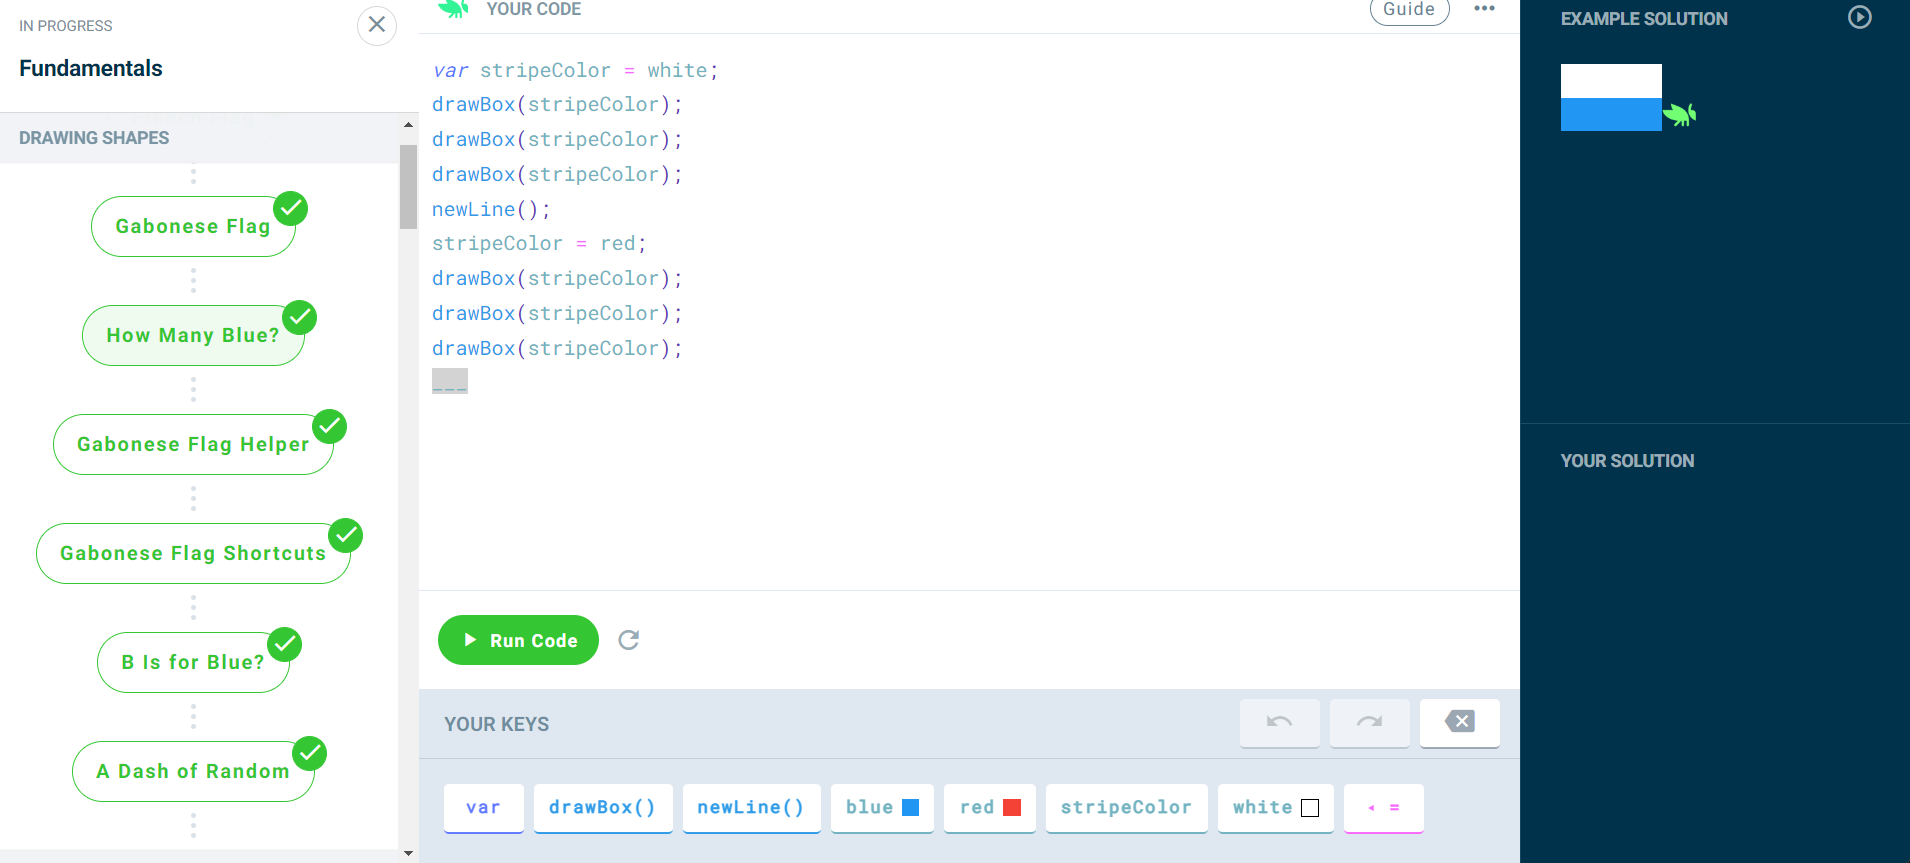 IN PROGRESS
Fundamentals
DRAWING SHAPES
Gabonese Flag
How Many Blue?
Gabonese Flag Helper
Gabonese Flag Shortcuts
B Is for Blue?
A Dash of Random
YOUR CODE
Guide
var stripeColor = white;
drawBox(stripeColor);
drawBox(stripeColor);
drawBox(stripeColor);
newLine();
stripeColor = red;
drawBox(stripeColor);
drawBox(stripeColor);
drawBox(stripeColor);
___
Run Code
YOUR KEYS
var drawBox() newLine() blue red stripeColor white =
EXAMPLE SOLUTION
YOUR SOLUTION